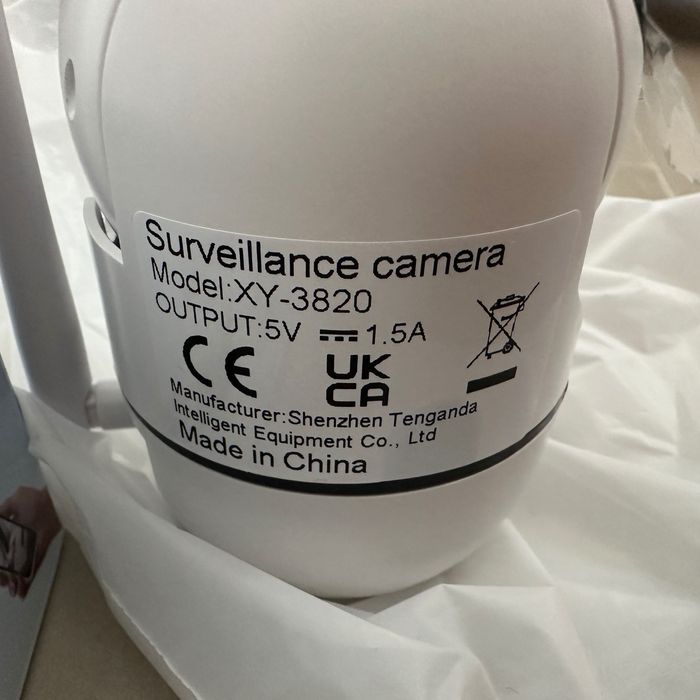 Surveillance camera
Model:XY-3820
OUTPUT:5V ⎓ 1.5A
CE
UK
CA
Manufacturer:Shenzhen Tenganda
Intelligent Equipment Co., Ltd
Made in China